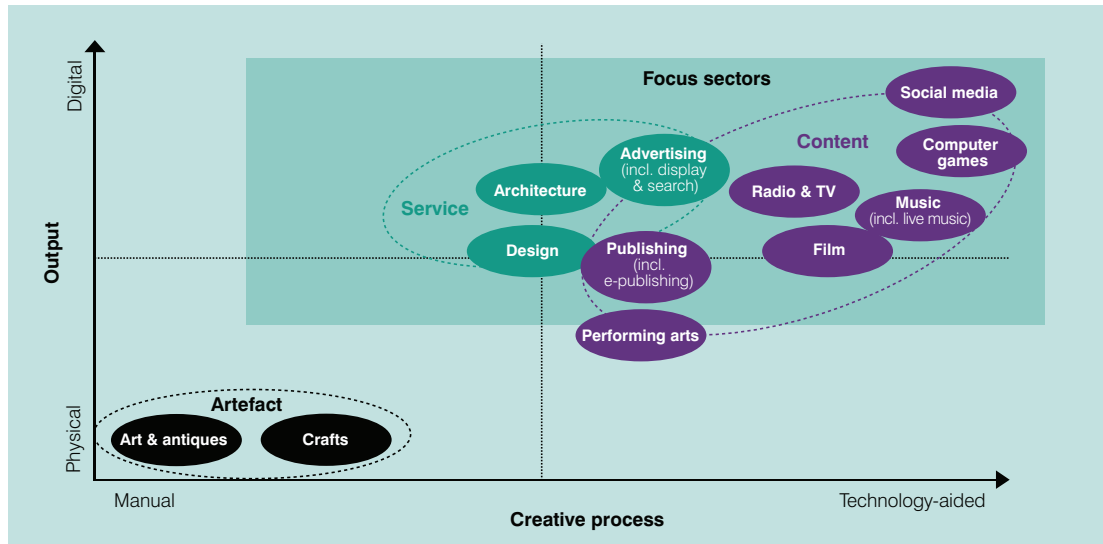 Digital
Output
Physical
Focus sectors
Social media
Content
Computer
games
Advertising
(incl. display
& search)
Architecture
Radio & TV
Service
Music
(incl. live music)
Design
Publishing
(incl.
e-publishing)
Film
Performing arts
Artefact
Art & antiques
Crafts
Manual
Technology-aided
Creative process